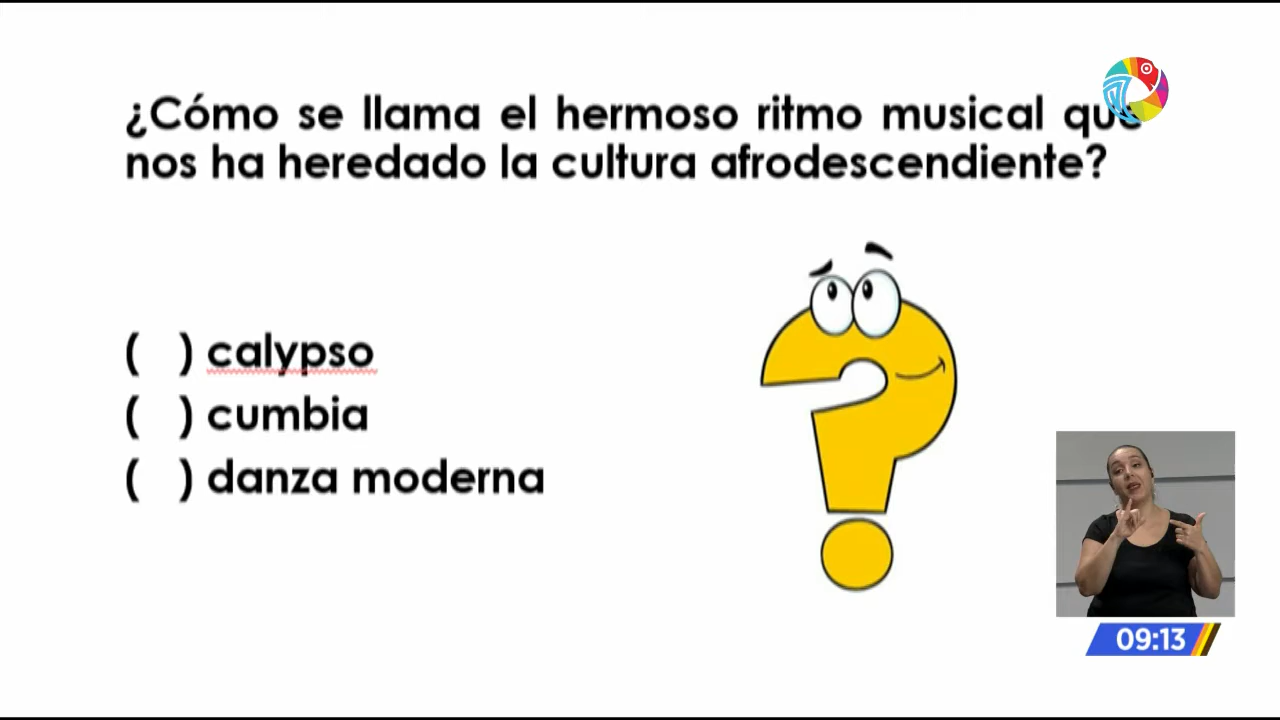 ¿Cómo se llama el hermoso ritmo musical que
nos ha heredado la cultura afrodescendiente?
( ) calypso
( ) cumbia
( ) danza moderna
09:13